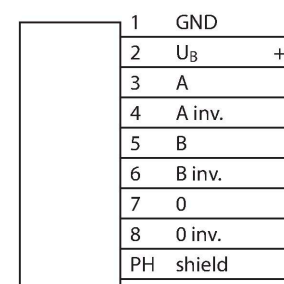 1 GND
2 U_B +
3 A
4 A inv.
5 B
6 B inv.
7 0
8 0 inv.
PH shield